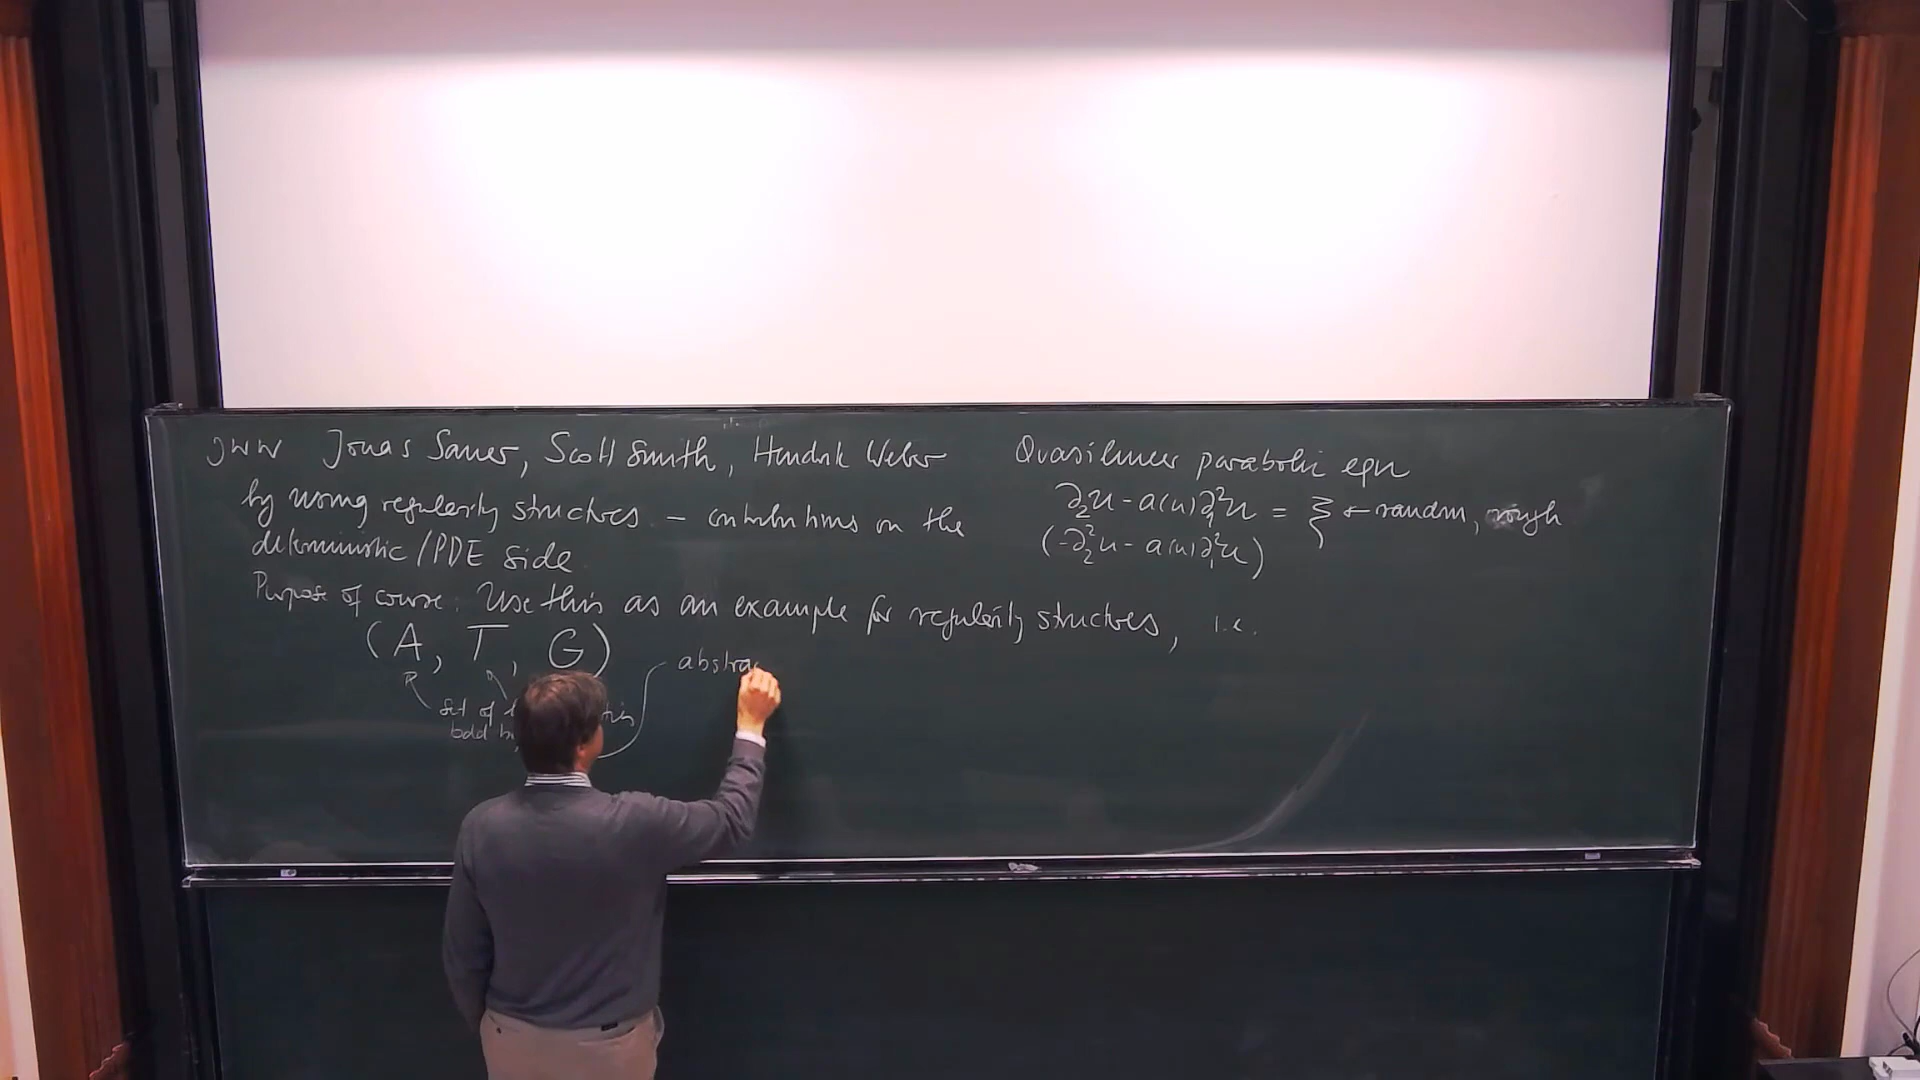 JWW Jonas Sauer, Scott Smith, Hendrik Weber
by using regularity structures – contributions on the
deterministic/PDE side
Purpose of course: Use this as an example for regularity structures, i.e.
(A, T, G)
set of
bdd
abstra
Quasilinear parabolic eqn
∂₂u - a(u)∂₁²u = ξ ← random, rough
(-∂₂²u - a(u)∂₁²u)